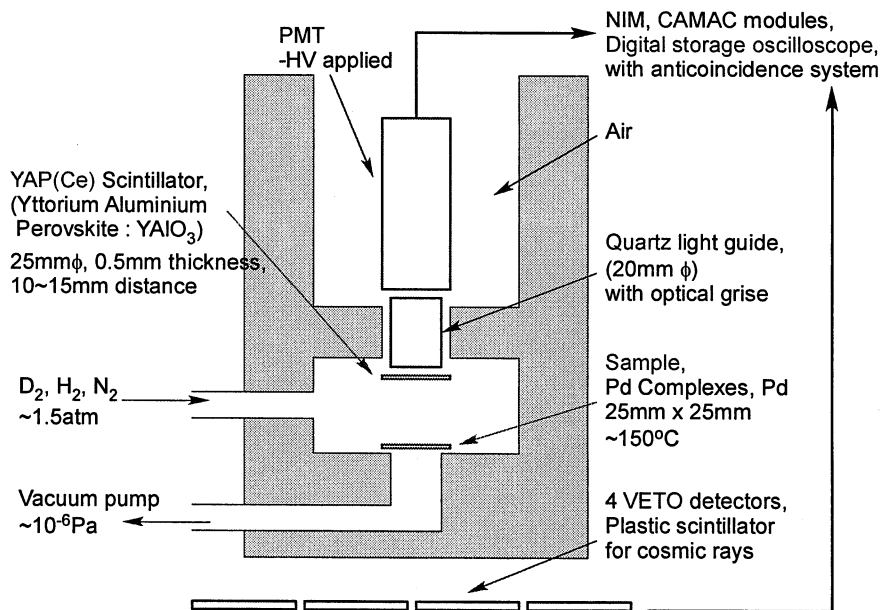 PMT
-HV applied
NIM, CAMAC modules,
Digital storage oscilloscope,
with anticoincidence system
Air
YAP(Ce) Scintillator,
(Yttorium Aluminium
Perovskite : YAlO₃)
25mmϕ, 0.5mm thickness,
10~15mm distance
Quartz light guide,
(20mm ϕ)
with optical grise
D₂, H₂, N₂
~1.5atm
Sample,
Pd Complexes, Pd
25mm x 25mm
~150ºC
Vacuum pump
~10⁻⁶Pa
4 VETO detectors,
Plastic scintillator
for cosmic rays